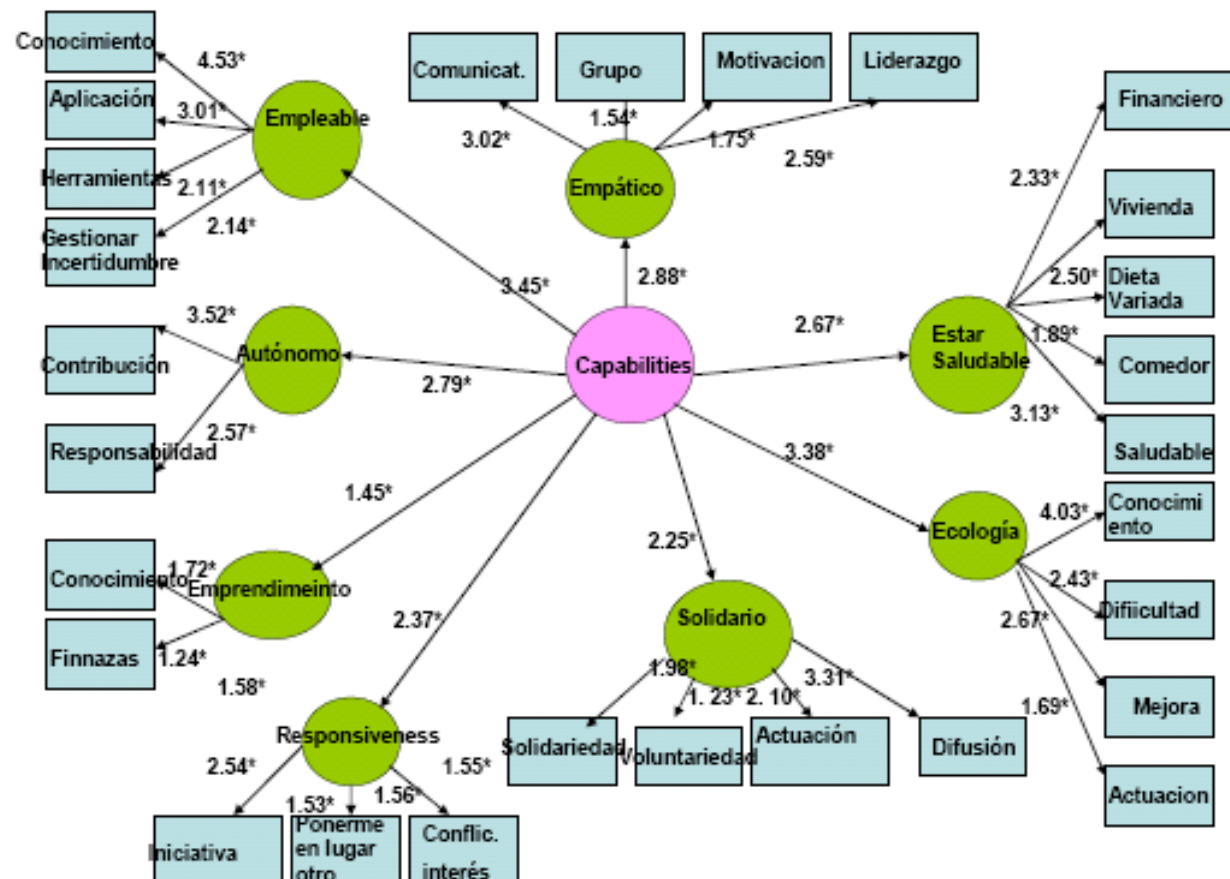 Conocimiento
4.53*
Aplicación
3.01*
Empleable
Herramientas
2.11*
2.14*
Gestionar
Incertidumbre
Comunicat.
Grupo
Motivacion
Liderazgo
3.02*
1.54*
1.75*
2.59*
Empático
2.88*
3.45*
Capabilities
2.67*
Financiero
2.33*
Vivienda
2.50*
Dieta
Variada
1.89*
Estar
Saludable
Comedor
3.13*
Saludable
3.52*
Autónomo
Contribución
2.79*
2.57*
Responsabilidad
3.38*
Ecología
4.03*
Conocimi
ento
2.43*
Difiicultad
2.67*
Mejora
1.69*
Actuacion
1.45*
Conocimiento
1.72*
Emprendimeinto
Finnazas
1.24*
1.58*
2.37*
2.25*
Solidario
1.98*
1. 23*
2. 10*
3.31*
Solidariedad
Voluntariedad
Actuación
Difusión
Responsiveness
2.54*
1.53*
1.56*
1.55*
Iniciativa
Ponerme
en lugar
otro
Conflic.
interés